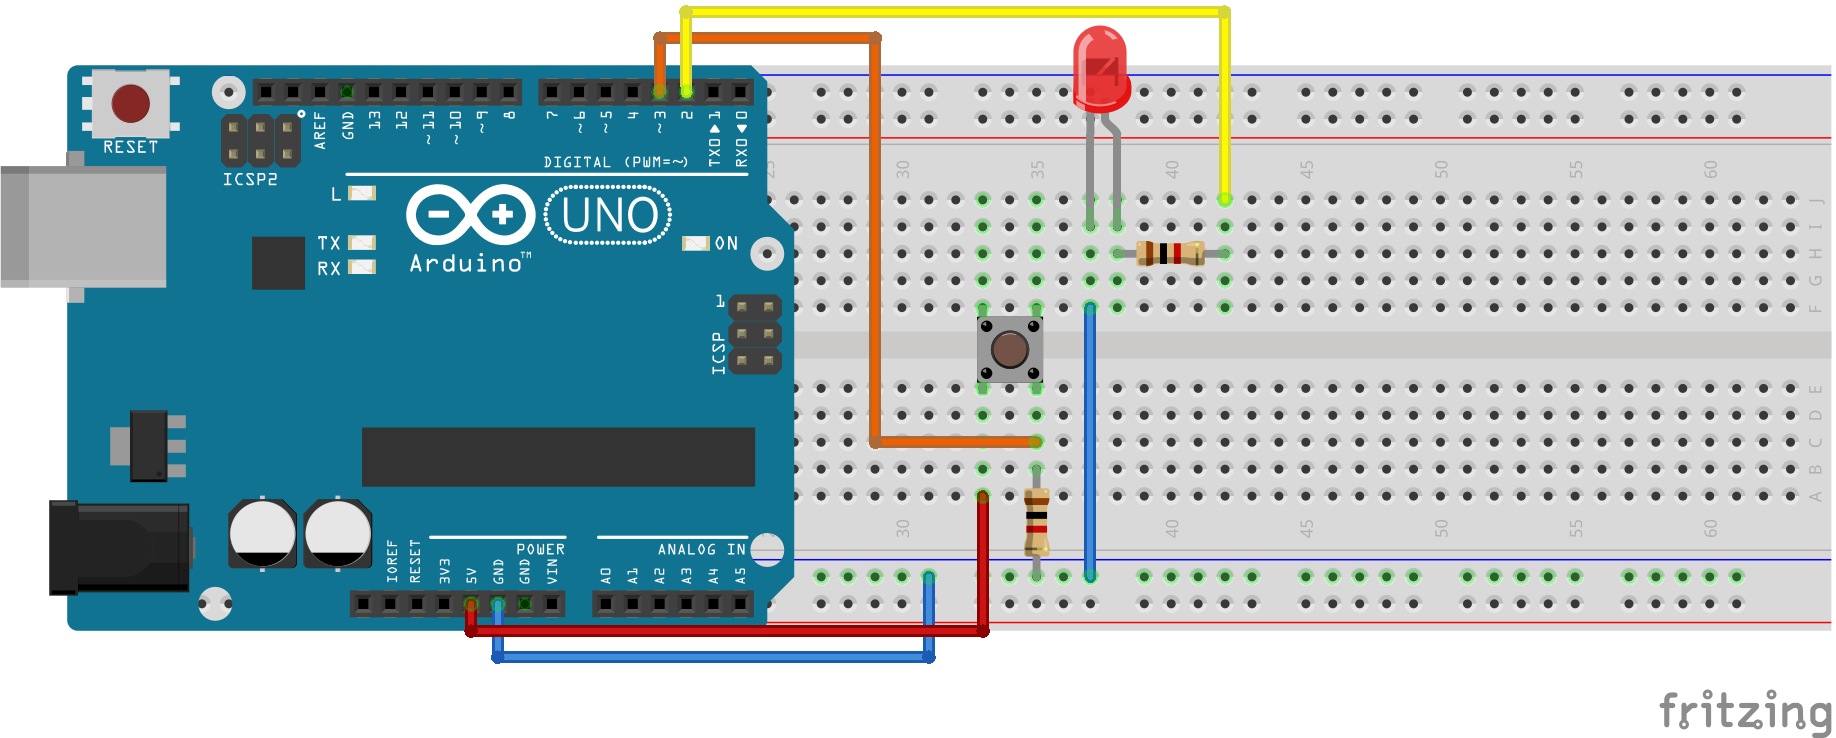 RESET
ICSP2
AREF
GND
13
12
~11
~10
~9
8
7
~6
~5
4
~3
2
TXO▶1
RXO◀0
DIGITAL (PWM=~)
L
TX
RX
UNO
ON
Arduino™
1
ICSP
IOREF
RESET
3V3
5V
GND
GND
VIN
POWER
A0
A1
A2
A3
A4
A5
ANALOG IN
25
30
35
40
45
50
55
60
J
I
H
G
F
E
D
C
B
A
30
40
45
50
55
60
fritzing